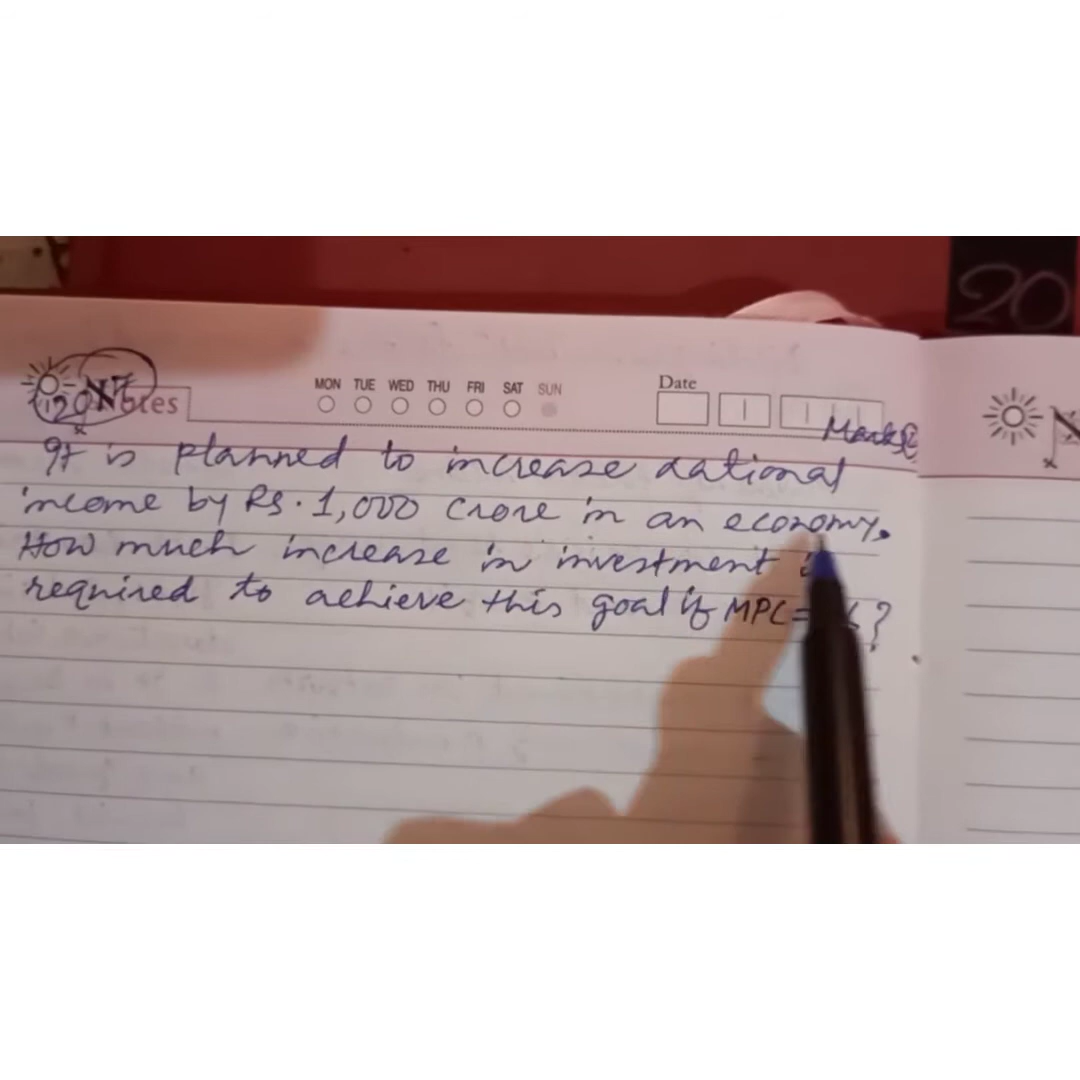 20
N7
Notes
MON TUE WED THU FRI SAT SUN
Date
It is planned to increase national
income by Rs. 1,000 crore in an economy.
How much increase in investment
required to achieve this goal if MPC= ?